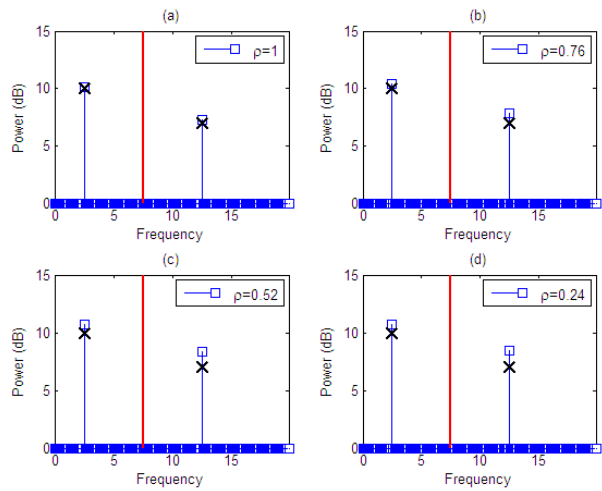 (a)
15
10
5
0
Power (dB)
ρ=1
0 5 10 15
Frequency
(b)
15
10
5
0
Power (dB)
ρ=0.76
0 5 10 15
Frequency
(c)
15
10
5
0
Power (dB)
ρ=0.52
0 5 10 15
Frequency
(d)
15
10
5
0
Power (dB)
ρ=0.24
0 5 10 15
Frequency